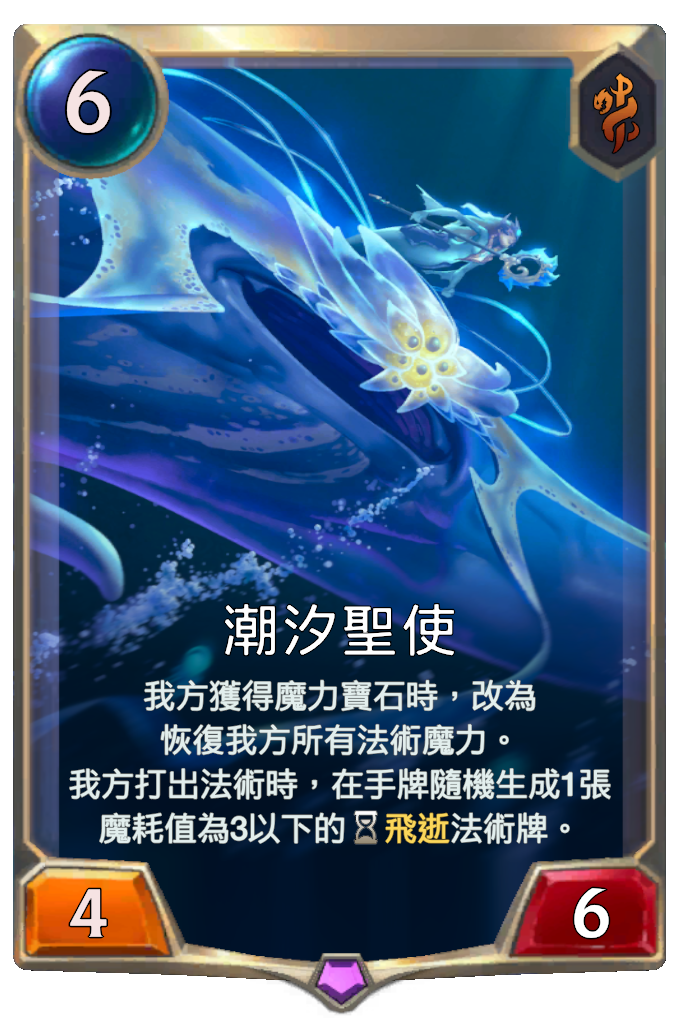 6
潮汐聖使
我方獲得魔力寶石時，改為
恢復我方所有法術魔力。
我方打出法術時，在手牌隨機生成1張
魔耗值為3以下的飛逝法術牌。
4
6